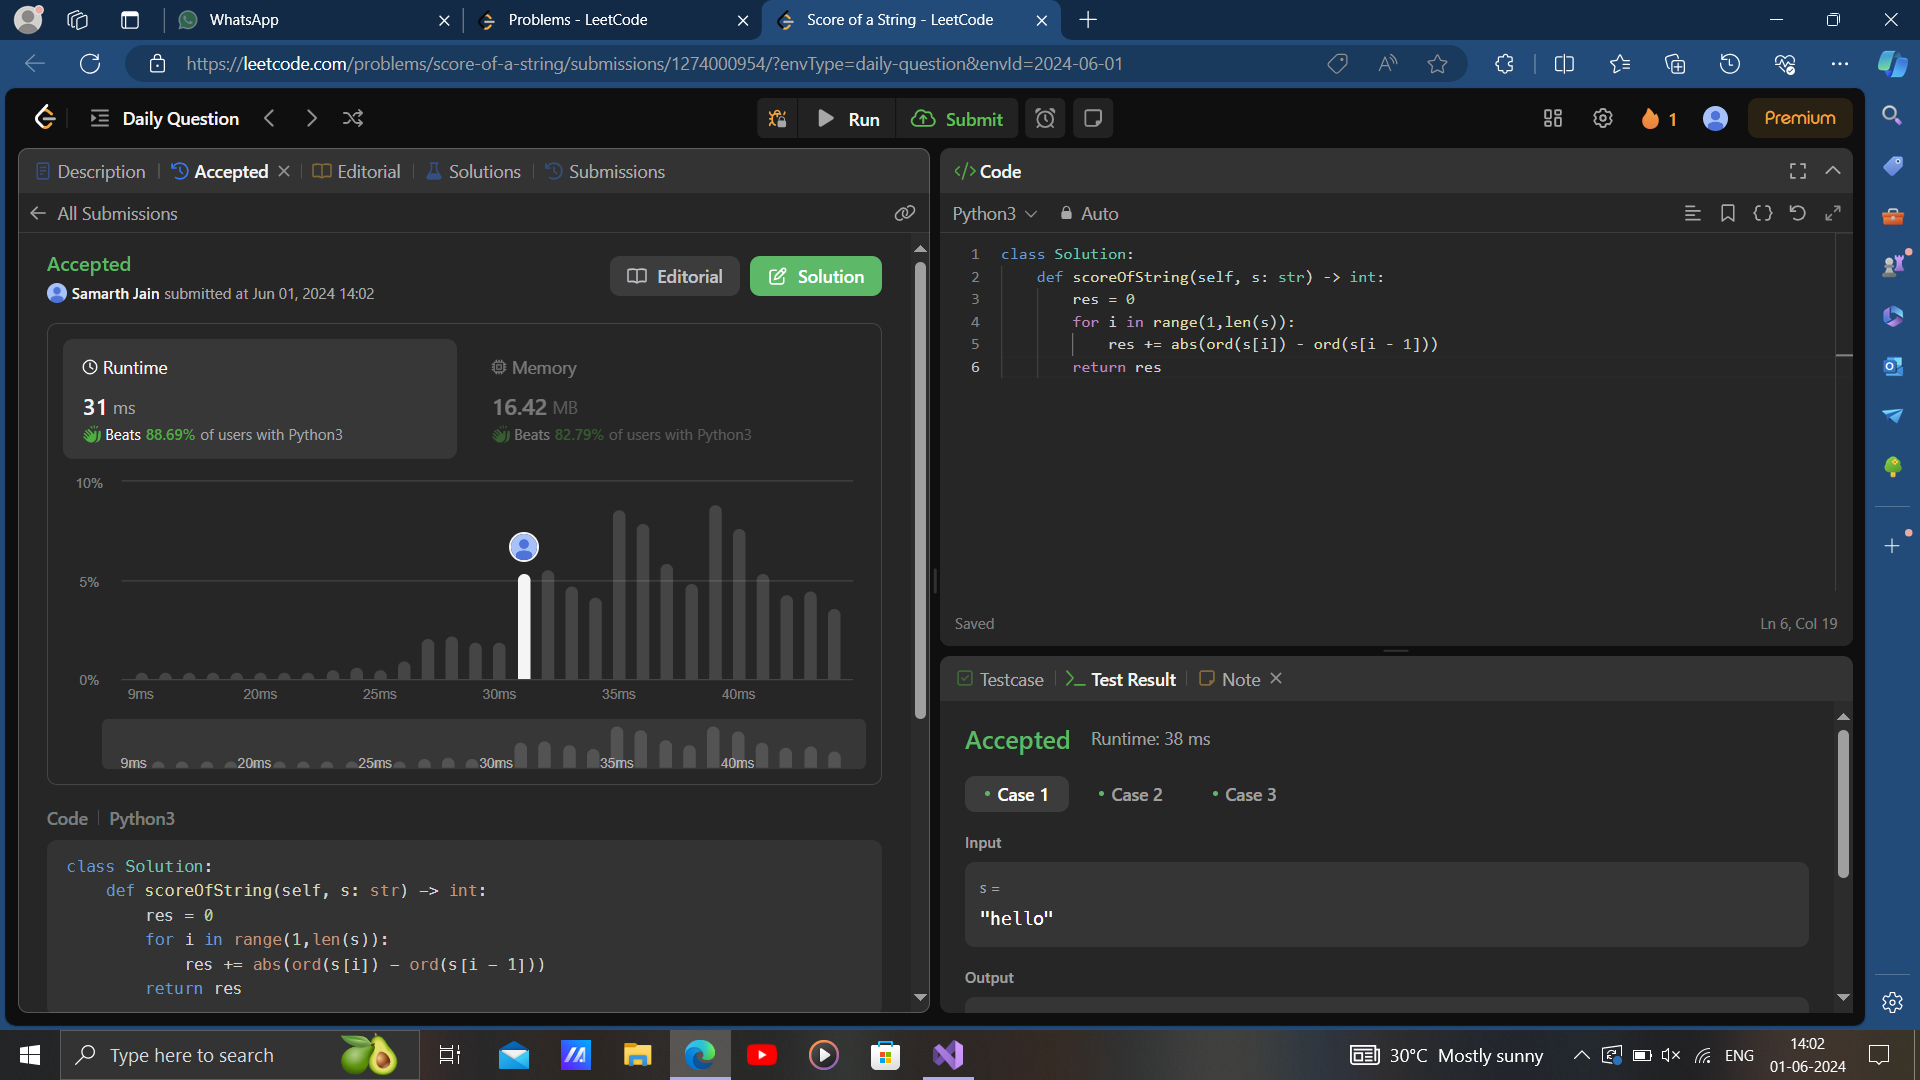 WhatsApp
Problems - LeetCode
Score of a String - LeetCode
https://leetcode.com/problems/score-of-a-string/submissions/1274000954/?envType=daily-question&envId=2024-06-01
Daily Question
Run
Submit
1
Premium
Description
Accepted
Editorial
Solutions
Submissions
All Submissions
Accepted
Samarth Jain submitted at Jun 01, 2024 14:02
Editorial
Solution
Runtime
31 ms
Beats 88.69% of users with Python3
Memory
16.42 MB
Beats 82.79% of users with Python3
10%
5%
0%
9ms 20ms 25ms 30ms 35ms 40ms
9ms 20ms 25ms 30ms 35ms 40ms
Code | Python3
class Solution:
    def scoreOfString(self, s: str) -> int:
        res = 0
        for i in range(1,len(s)):
            res += abs(ord(s[i]) - ord(s[i - 1]))
        return res
</> Code
Python3
Auto
1 class Solution:
2     def scoreOfString(self, s: str) -> int:
3         res = 0
4         for i in range(1,len(s)):
5             res += abs(ord(s[i]) - ord(s[i - 1]))
6         return res
Saved
Ln 6, Col 19
Testcase
Test Result
Note
Accepted
Runtime: 38 ms
• Case 1
• Case 2
• Case 3
Input
s =
"hello"
Output
Type here to search
30°C Mostly sunny
ENG
14:02
01-06-2024